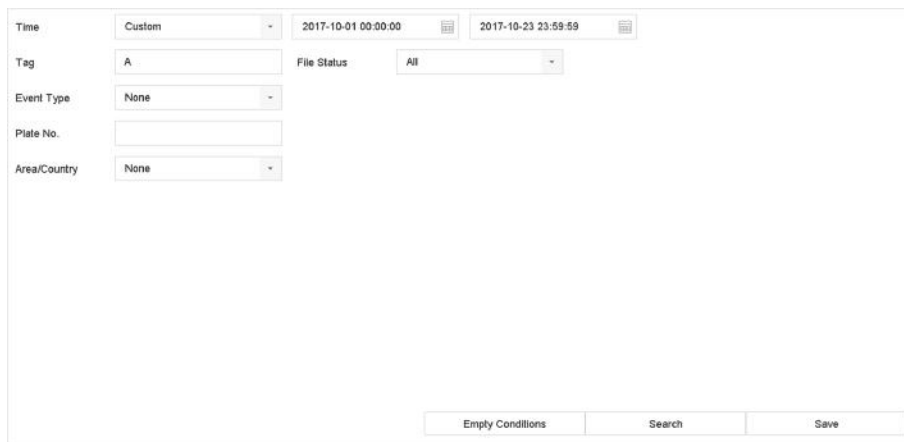 Time Custom 2017-10-01 00:00:00 2017-10-23 23:59:59
Tag A File Status All
Event Type None
Plate No.
Area/Country None
Empty Conditions Search Save